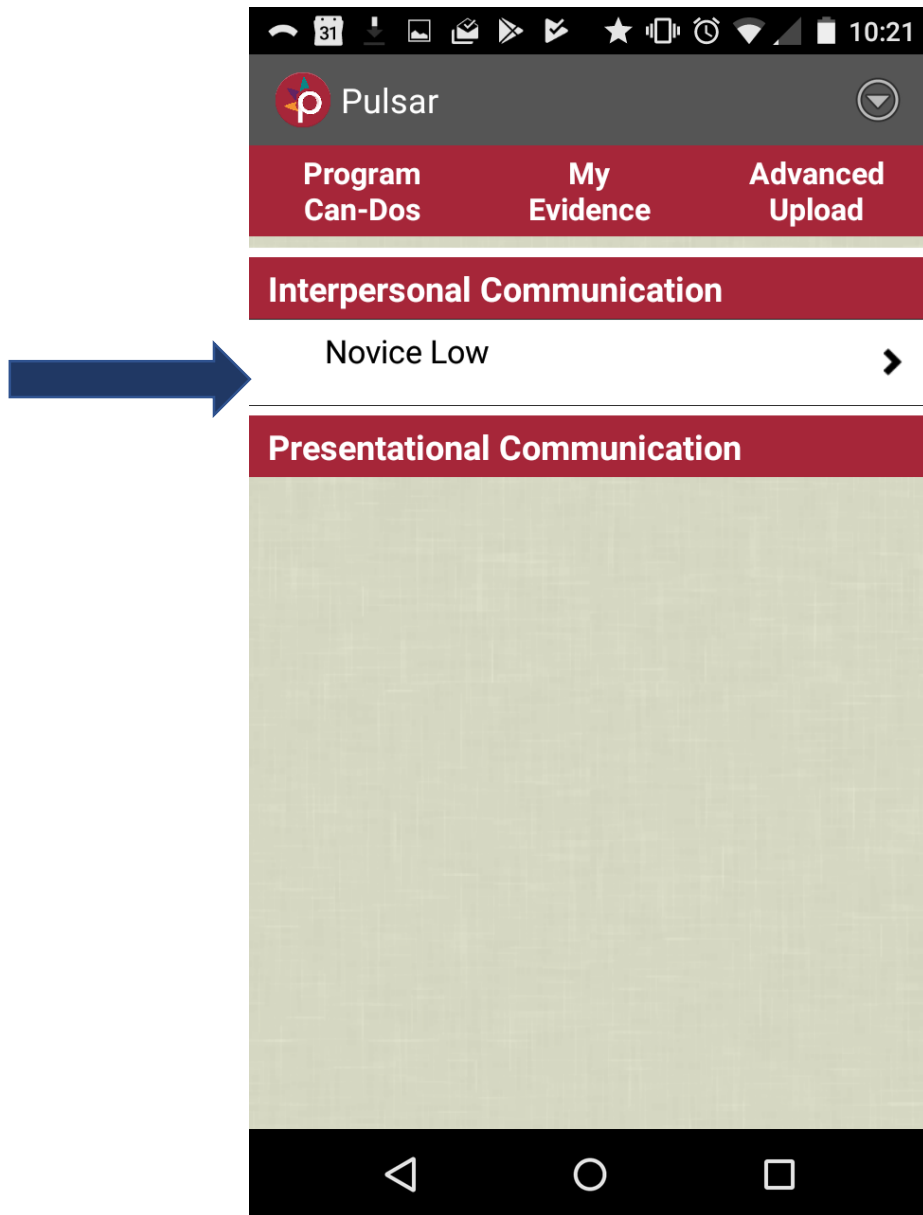 31 10:21
p Pulsar
Program My Advanced
Can-Dos Evidence Upload
Interpersonal Communication
Novice Low
Presentational Communication